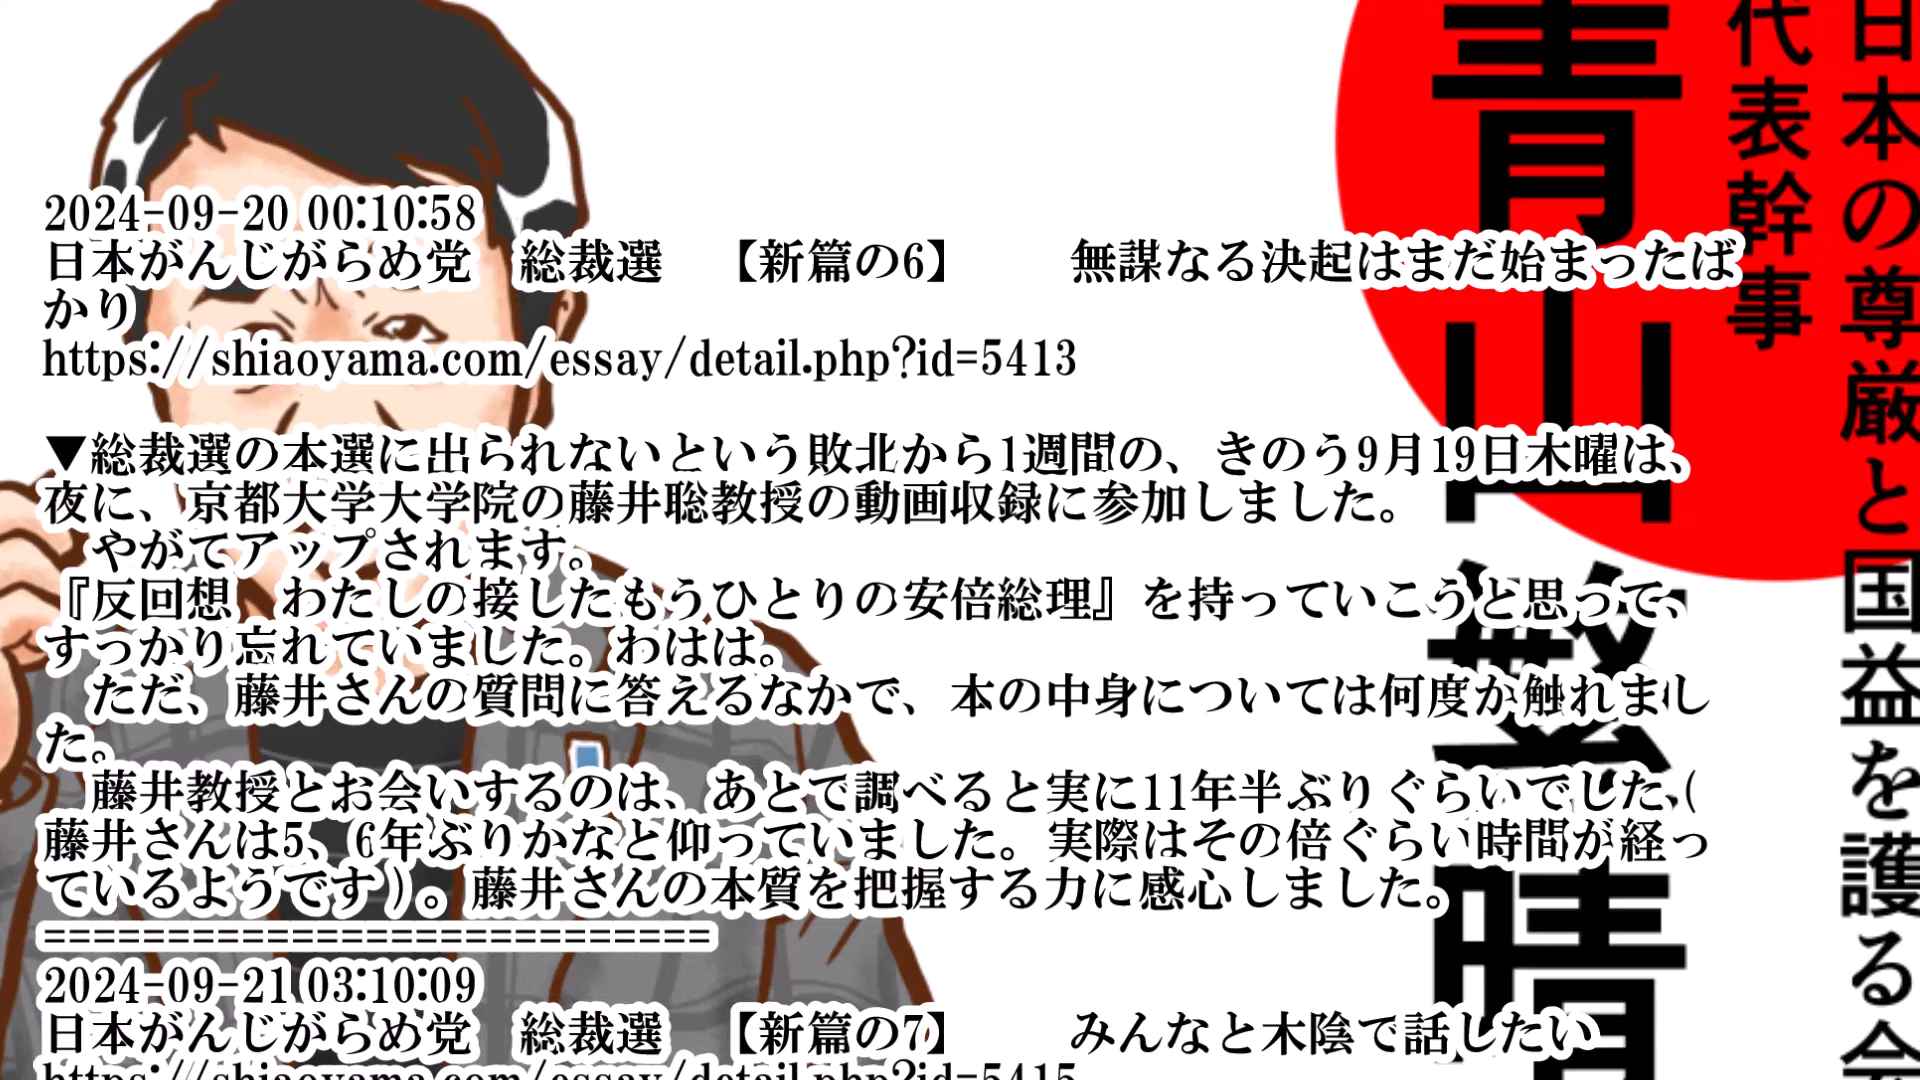 日本の尊厳と国益を護る会
代表幹事
青山繁晴
2024-09-20 00:10:58
日本がんじがらめ党　総裁選　【新篇の6】　　無謀なる決起はまだ始まったば
かり
https://shiaoyama.com/essay/detail.php?id=5413
▼総裁選の本選に出られないという敗北から1週間の、きのう9月19日木曜は、
夜に、京都大学大学院の藤井聡教授の動画収録に参加しました。
　やがてアップされます。
『反回想　わたしの接したもうひとりの安倍総理』を持っていこうと思って、
すっかり忘れていました。わはは。
　ただ、藤井さんの質問に答えるなかで、本の中身については何度か触れまし
た。
　藤井教授とお会いするのは、あとで調べると実に11年半ぶりぐらいでした、(
藤井さんは5、6年ぶりかなと仰っていました。実際はその倍ぐらい時間が経っ
ているようです)。藤井さんの本質を把握する力に感心しました。
===========================
2024-09-21 03:10:09
日本がんじがらめ党　総裁選　【新篇の7】　　みんなと木陰で話したい
https://shiaoyama.com/essay/detail.php?id=5415